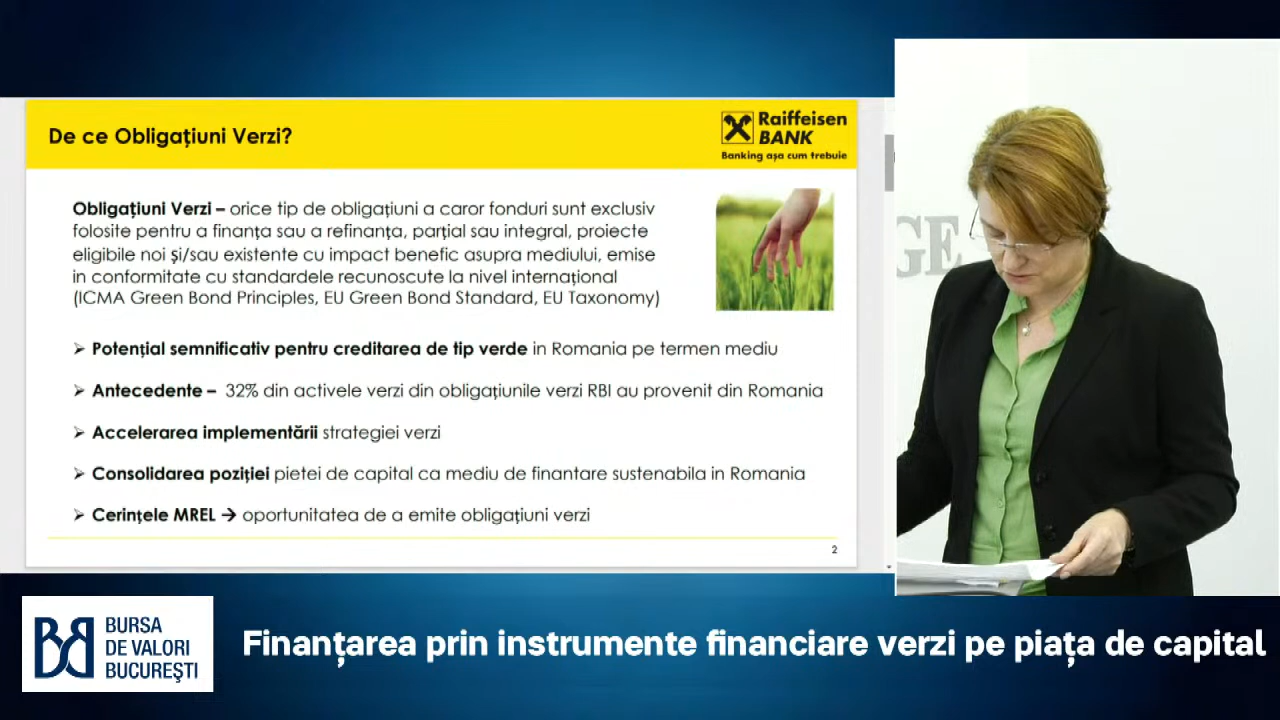 De ce Obligațiuni Verzi?
Raiffeisen
BANK
Banking așa cum trebuie
Obligațiuni Verzi – orice tip de obligațiuni a caror fonduri sunt exclusiv
folosite pentru a finanța sau a refinanța, parțial sau integral, proiecte
eligibile noi și/sau existente cu impact benefic asupra mediului, emise
in conformitate cu standardele recunoscute la nivel internațional
(ICMA Green Bond Principles, EU Green Bond Standard, EU Taxonomy)
➢ Potențial semnificativ pentru creditarea de tip verde in Romania pe termen mediu
➢ Antecedente – 32% din activele verzi din obligațiunile verzi RBI au provenit din Romania
➢ Accelerarea implementării strategiei verzi
➢ Consolidarea poziției pietei de capital ca mediu de finantare sustenabila in Romania
➢ Cerințele MREL → oportunitatea de a emite obligațiuni verzi
2
GE
BURSA
DE VALORI
BUCUREŞTI
Finanțarea prin instrumente financiare verzi pe piața de capital